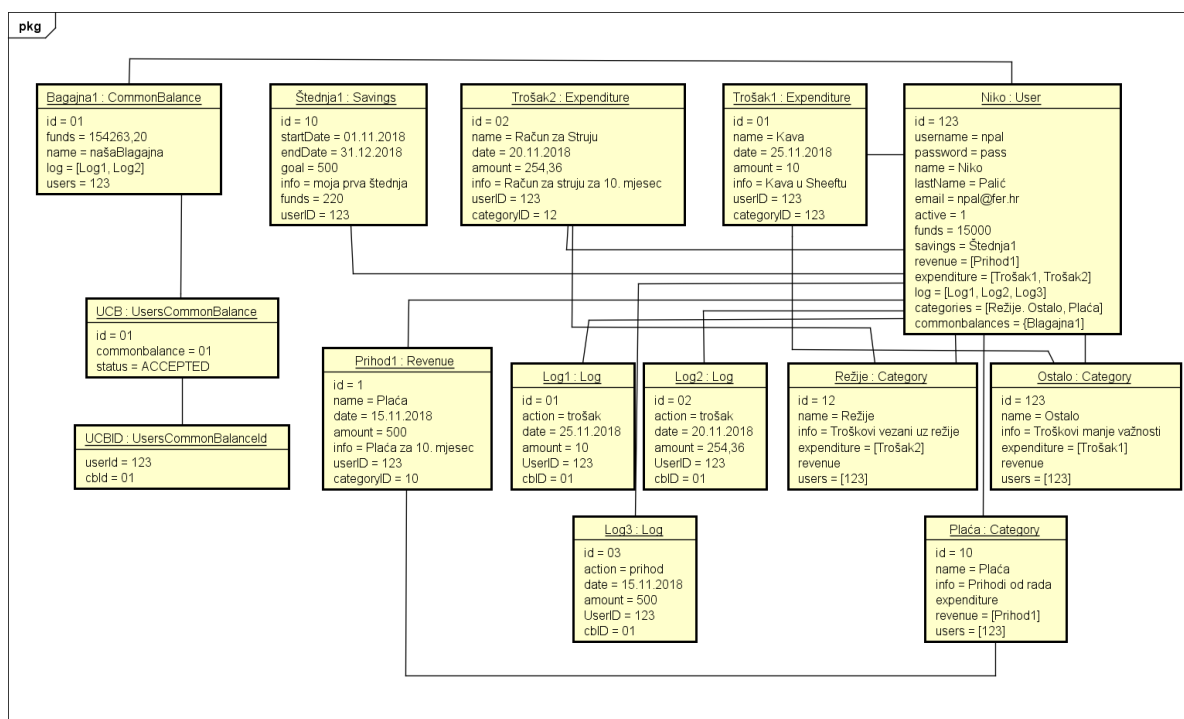 pkg
Bagajna1 : CommonBalance
id = 01
funds = 154263,20
name = našaBlagajna
log = [Log1, Log2]
users = 123
Štednja1 : Savings
id = 10
startDate = 01.11.2018
endDate = 31.12.2018
goal = 500
info = moja prva štednja
funds = 220
userID = 123
Trošak2 : Expenditure
id = 02
name = Račun za Struju
date = 20.11.2018
amount = 254,36
info = Račun za struju za 10. mjesec
userID = 123
categoryID = 12
Trošak1 : Expenditure
id = 01
name = Kava
date = 25.11.2018
amount = 10
info = Kava u Sheeftu
userID = 123
categoryID = 123
Niko : User
id = 123
username = npal
password = pass
name = Niko
lastName = Palić
email = npal@fer.hr
active = 1
funds = 15000
savings = Štednja1
revenue = [Prihod1]
expenditure = [Trošak1, Trošak2]
log = [Log1, Log2, Log3]
categories = [Režije. Ostalo, Plaća]
commonbalances = {Blagajna1]
UCB : UsersCommonBalance
id = 01
commonbalance = 01
status = ACCEPTED
UCBID : UsersCommonBalanceId
userId = 123
cbId = 01
Prihod1 : Revenue
id = 1
name = Plaća
date = 15.11.2018
amount = 500
info = Plaća za 10. mjesec
userID = 123
categoryID = 10
Log1 : Log
id = 01
action = trošak
date = 25.11.2018
amount = 10
UserID = 123
cbID = 01
Log2 : Log
id = 02
action = trošak
date = 20.11.2018
amount = 254,36
UserID = 123
cbID = 01
Režije : Category
id = 12
name = Režije
info = Troškovi vezani uz režije
expenditure = [Trošak2]
revenue
users = [123]
Ostalo : Category
id = 123
name = Ostalo
info = Troškovi manje važnosti
expenditure = [Trošak1]
revenue
users = [123]
Log3 : Log
id = 03
action = prihod
date = 15.11.2018
amount = 500
UserID = 123
cbID = 01
Plaća : Category
id = 10
name = Plaća
info = Prihodi od rada
expenditure
revenue = [Prihod1]
users = [123]